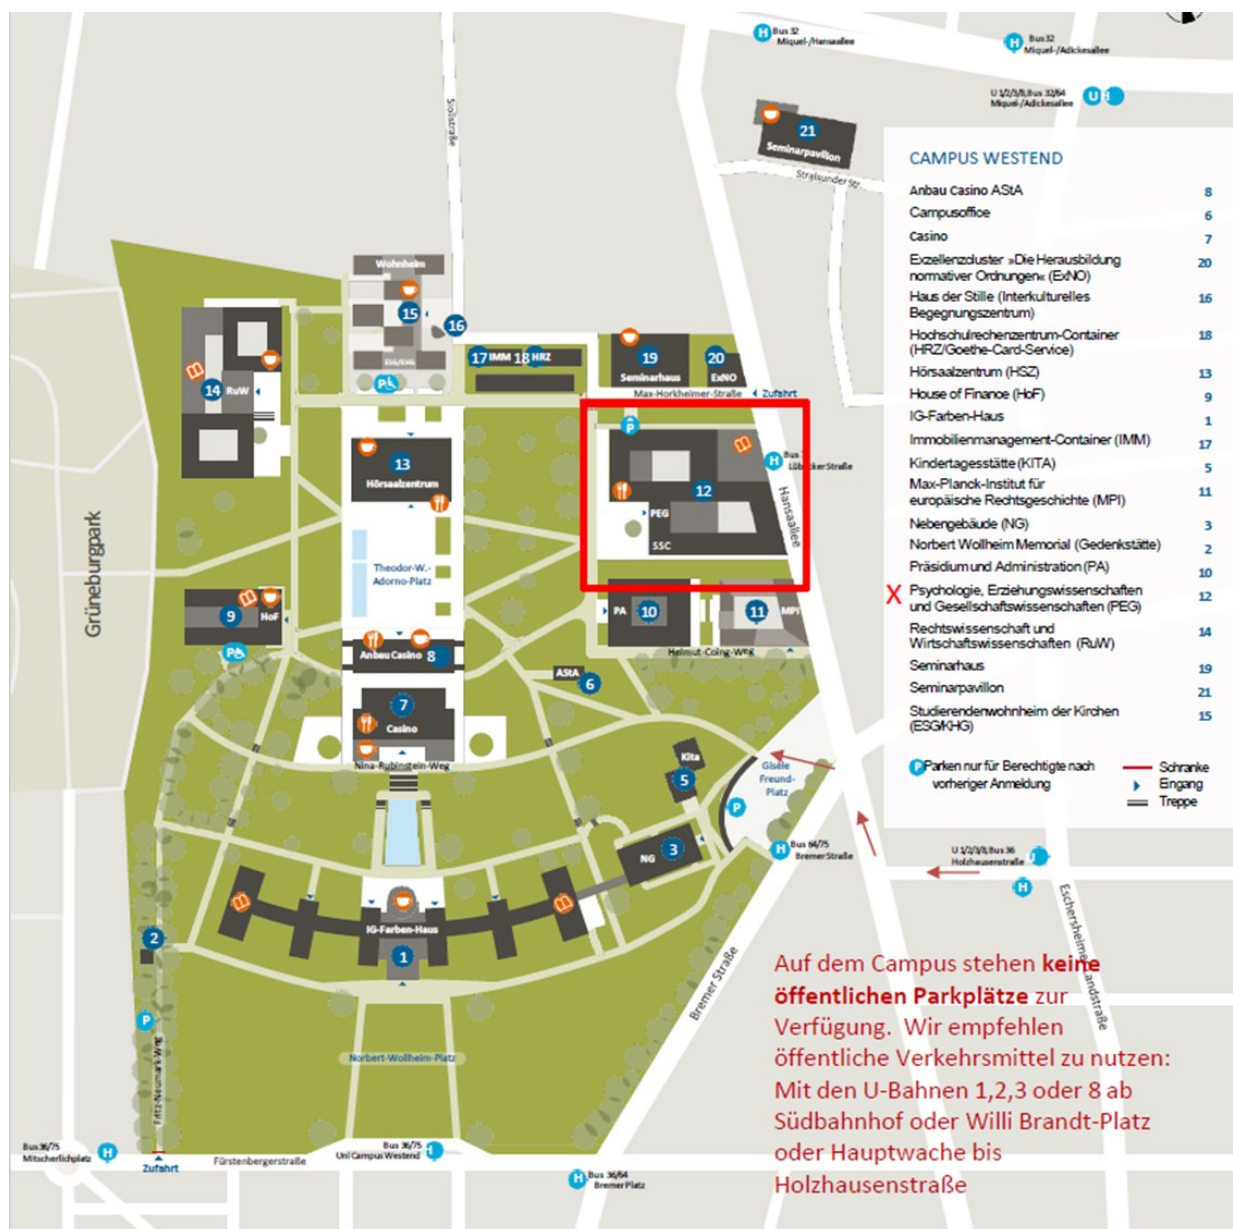 Bus 32
Miquel-/Hansaallee
Bus 32
Miquel-/Adickesallee
U 1/2/3/8, Bus 32/64
Miquel-/Adickesallee
U H
Stralsunder Str.
21
Seminarpavillon
Wohnheim
15
16
ESG/KHG
P
17 IMM 18 HRZ
19
Seminarhaus
20
ExNO
Max-Horkheimer-Straße
Zufahrt
14 RuW
13
Hörsaalzentrum
P
H
Bus
Lübecker Straße
12
PEG
SSC
Hansaallee
Grüneburgpark
Theodor-W.-
Adorno-Platz
9
HoF
P
PA
10
11
MPI
Helmut-Coing-Weg
Anbau Casino 8
AStA
6
7
Casino
Nina-Rubinstein-Weg
Kita
5
Gisèle
Freund-
Platz
P
NG
3
H
Bus 64/75
Bremer Straße
U 1/2/3/8, Bus 36
Holzhausenstraße
U
H
Eschersheimer Landstraße
Bremer Straße
IG-Farben-Haus
1
2
P
Fritz-Neumark-Weg
Norbert-Wollheim-Platz
Bus 36/75
Mitscherlichplatz
H
Zufahrt
Fürstenbergerstraße
Bus 36/75
Uni Campus Westend
H
H
Bus 36/64
Bremer Platz
CAMPUS WESTEND
Anbau Casino AStA 8
Campusoffice 6
Casino 7
Exzellenzcluster »Die Herausbildung
normativer Ordnungen« (ExNO) 20
Haus der Stille (Interkulturelles
Begegnungszentrum) 16
Hochschulrechenzentrum-Container
(HRZ/Goethe-Card-Service) 18
Hörsaalzentrum (HSZ) 13
House of Finance (HoF) 9
IG-Farben-Haus 1
Immobilienmanagement-Container (IMM) 17
Kindertagesstätte (KITA) 5
Max-Planck-Institut für
europäische Rechtsgeschichte (MPI) 11
Nebengebäude (NG) 3
Norbert Wollheim Memorial (Gedenkstätte) 2
Präsidium und Administration (PA) 10
X Psychologie, Erziehungswissenschaften
und Gesellschaftswissenschaften (PEG) 12
Rechtswissenschaft und
Wirtschaftswissenschaften (RuW) 14
Seminarhaus 19
Seminarpavillon 21
Studierendenwohnheim der Kirchen
(ESG/KHG) 15
P Parken nur für Berechtigte nach
vorheriger Anmeldung
Schranke
Eingang
Treppe
Auf dem Campus stehen keine
öffentlichen Parkplätze zur
Verfügung. Wir empfehlen
öffentliche Verkehrsmittel zu nutzen:
Mit den U-Bahnen 1,2,3 oder 8 ab
Südbahnhof oder Willi Brandt-Platz
oder Hauptwache bis
Holzhausenstraße